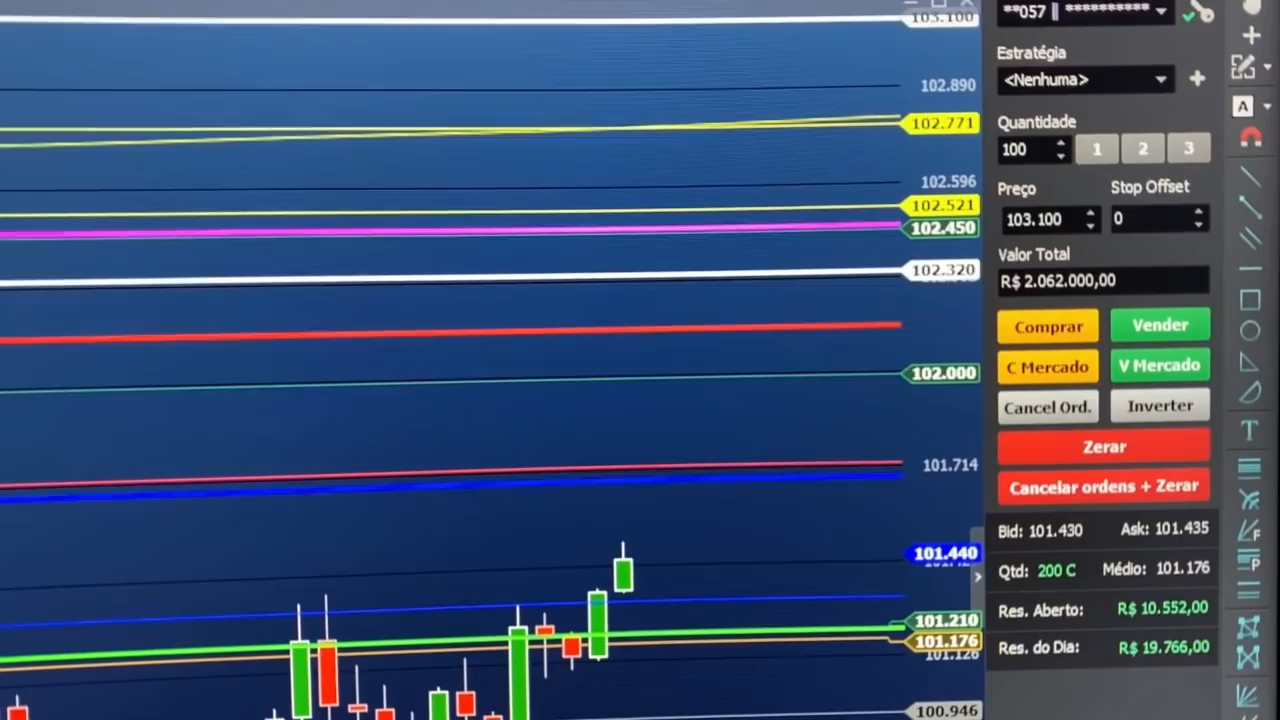 103.100
102.890
102.771
102.596
102.521
102.450
102.320
102.000
101.714
101.440
101.210
101.176
101.126
100.946
**057 | **********
Estratégia
<Nenhuma>
Quantidade
100 1 2 3
Preço Stop Offset
103.100 0
Valor Total
R$ 2.062.000,00
Comprar Vender
C Mercado V Mercado
Cancel Ord. Inverter
Zerar
Cancelar ordens + Zerar
Bid: 101.430 Ask: 101.435
Qtd: 200 C Médio: 101.176
Res. Aberto: R$ 10.552,00
Res. do Dia: R$ 19.766,00
A
T
F
P